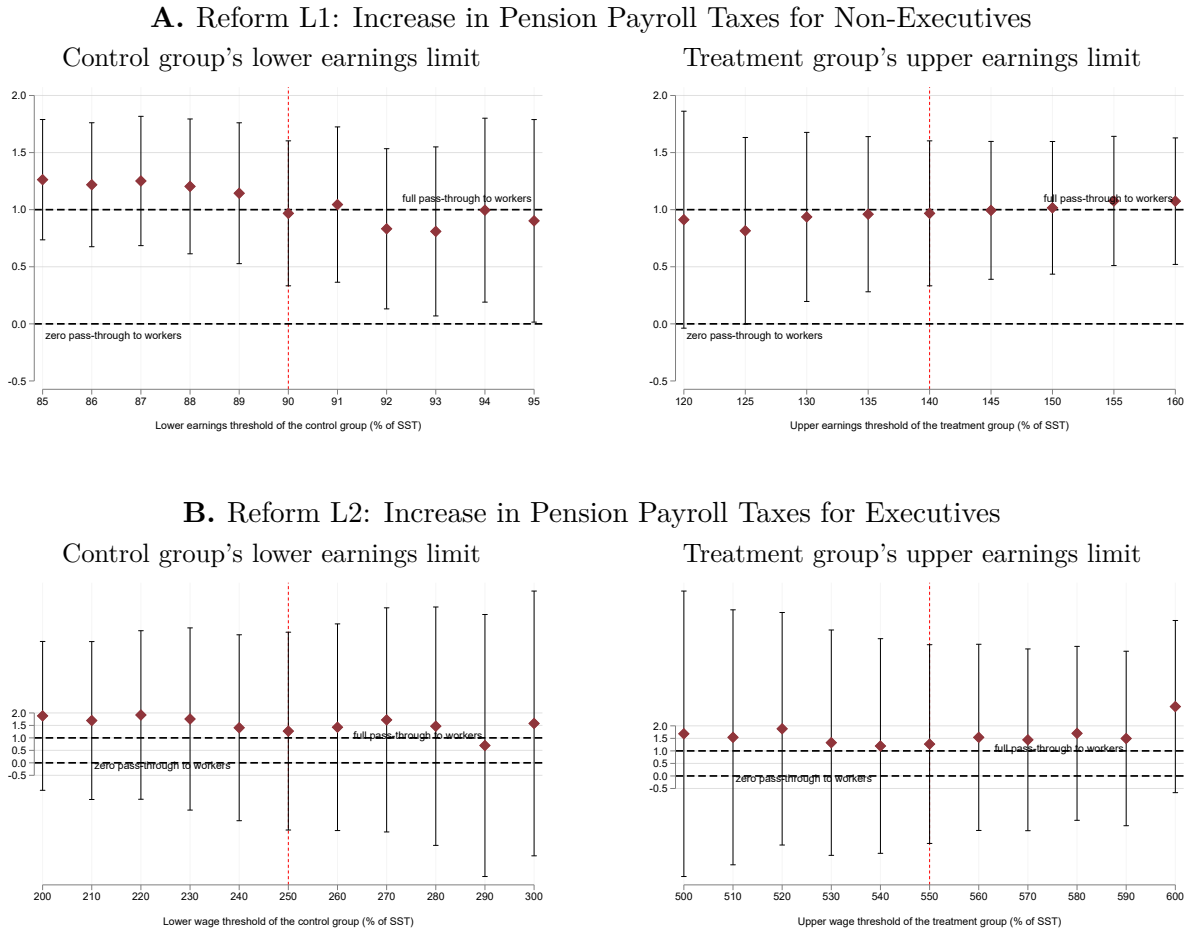 A. Reform L1: Increase in Pension Payroll Taxes for Non-Executives
Control group's lower earnings limit
2.0
1.5
1.0
0.5
0.0
-0.5
full pass-through to workers
zero pass-through to workers
85 86 87 88 89 90 91 92 93 94 95
Lower earnings threshold of the control group (% of SST)
Treatment group's upper earnings limit
2.0
1.5
1.0
0.5
0.0
-0.5
full pass-through to workers
zero pass-through to workers
120 125 130 135 140 145 150 155 160
Upper earnings threshold of the treatment group (% of SST)
B. Reform L2: Increase in Pension Payroll Taxes for Executives
Control group's lower earnings limit
2.0
1.5
1.0
0.5
0.0
-0.5
full pass-through to workers
zero pass-through to workers
200 210 220 230 240 250 260 270 280 290 300
Lower wage threshold of the control group (% of SST)
Treatment group's upper earnings limit
2.0
1.5
1.0
0.5
0.0
-0.5
full pass-through to workers
zero pass-through to workers
500 510 520 530 540 550 560 570 580 590 600
Upper wage threshold of the treatment group (% of SST)